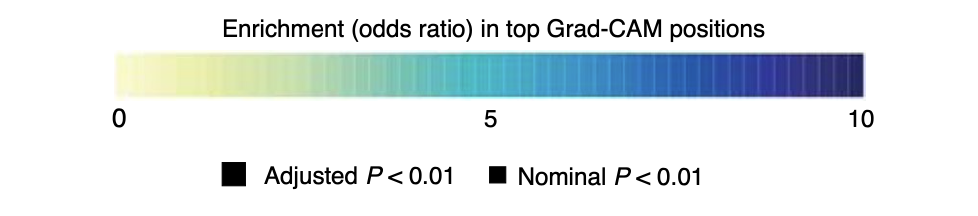 Enrichment (odds ratio) in top Grad-CAM positions
0 5 10
Adjusted P < 0.01 Nominal P < 0.01